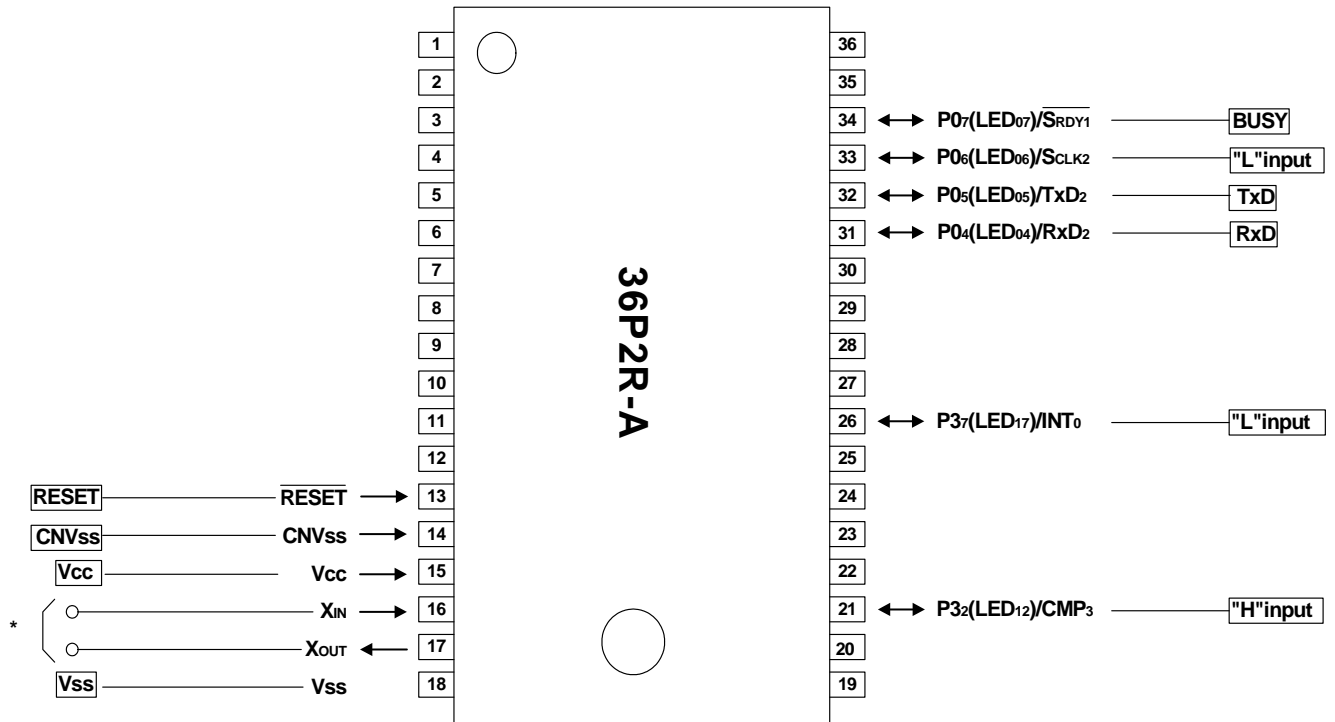 1 36
2 35
3 34 P07(LED07)/SRDY1 BUSY
4 33 P06(LED06)/SCLK2 "L"input
5 32 P05(LED05)/TxD2 TxD
6 31 P04(LED04)/RxD2 RxD
7 30
8 29
9 28
10 27
36P2R-A
11 26 P37(LED17)/INT0 "L"input
12 25
RESET RESET 13 24
CNVss CNVss 14 23
Vcc Vcc 15 22
* XIN 16 21 P32(LED12)/CMP3 "H"input
XOUT 17 20
Vss Vss 18 19